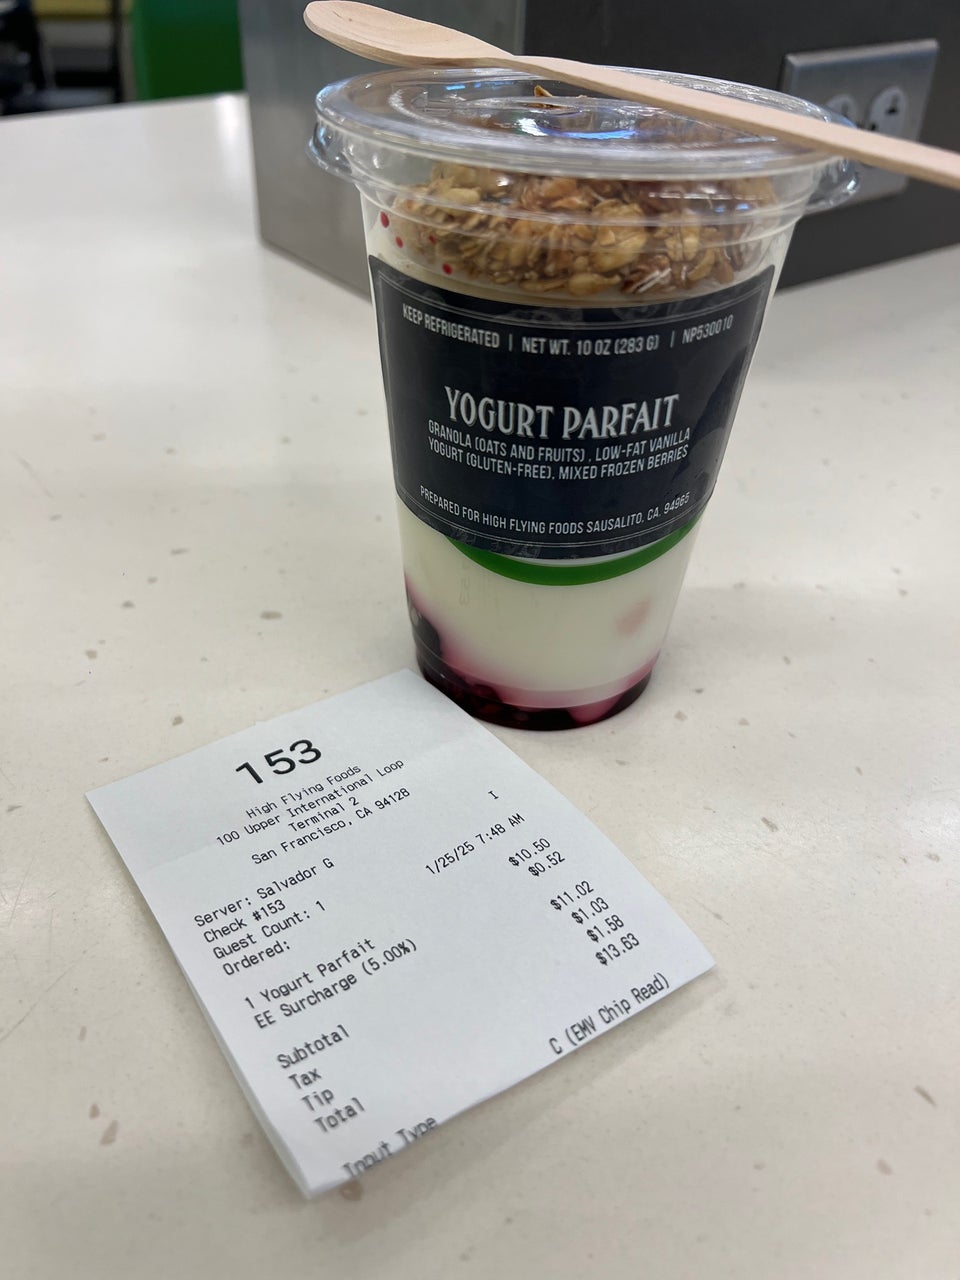 KEEP REFRIGERATED | NET WT. 10 OZ (283 G) | NP530010
YOGURT PARFAIT
GRANOLA (OATS AND FRUITS) , LOW-FAT VANILLA
YOGURT (GLUTEN-FREE), MIXED FROZEN BERRIES
PREPARED FOR HIGH FLYING FOODS SAUSALITO, CA, 94965
153
High Flying Foods
100 Upper International Loop
Terminal 2
San Francisco, CA 94128
I
Server: Salvador G
Check #153 1/25/25 7:48 AM
Guest Count: 1
Ordered:
1 Yogurt Parfait $10.50
EE Surcharge (5.00%) $0.52
Subtotal $11.02
Tax $1.03
Tip $1.58
Total $13.63
Input Type C (EMV Chip Read)